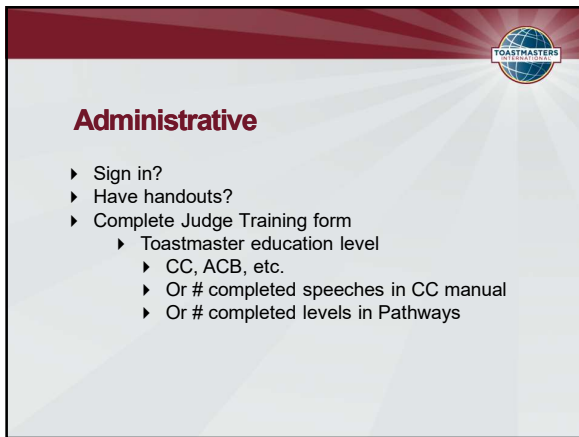 TOASTMASTERS
INTERNATIONAL
Administrative
Sign in?
Have handouts?
Complete Judge Training form
Toastmaster education level
CC, ACB, etc.
Or # completed speeches in CC manual
Or # completed levels in Pathways